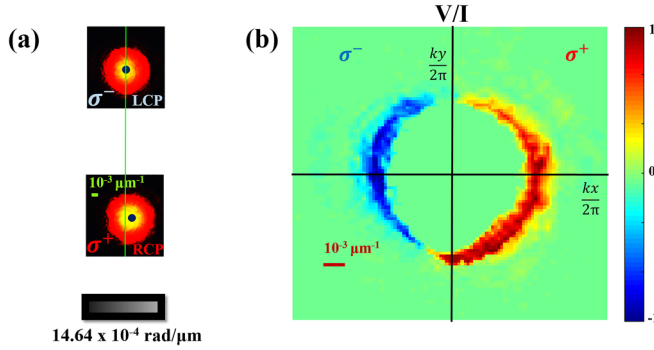 (a)
σ⁻ LCP
10⁻³ μm⁻¹
σ⁺ RCP
14.64 x 10⁻⁴ rad/μm
(b)
V/I
σ⁻
ky
2π
σ⁺
kx
2π
10⁻³ μm⁻¹
1
0
-1